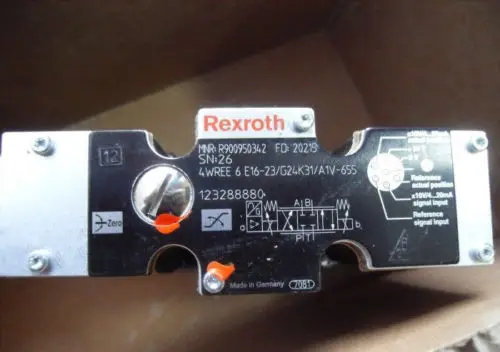 Rexroth
MNR: R900950342 FD: 20215
SN: 26
4WREE 6 E16-23/G24K31/A1V-655
123288880
12
Zero
A B
P T
a
b
Made in Germany
7081
Reference
actual position
±10V/4...20mA
signal input
Reference
signal input